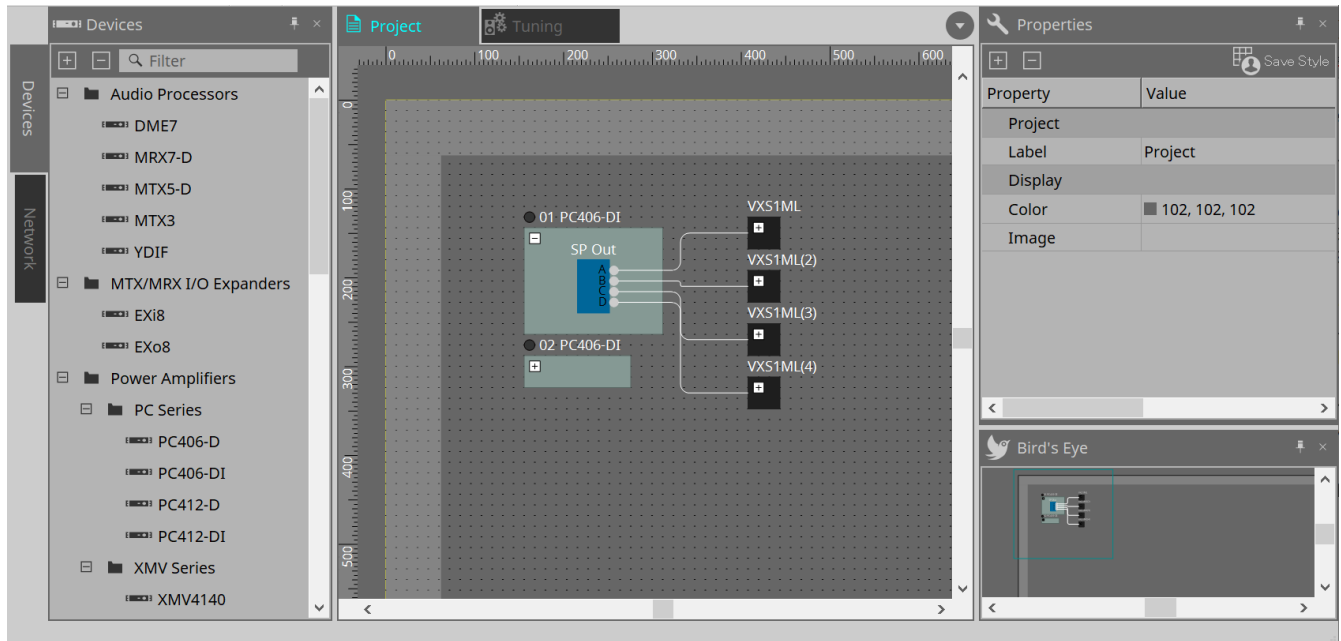 Devices
Filter
Devices
Network
Audio Processors
DME7
MRX7-D
MTX5-D
MTX3
YDIF
MTX/MRX I/O Expanders
EXi8
EXo8
Power Amplifiers
PC Series
PC406-D
PC406-DI
PC412-D
PC412-DI
XMV Series
XMV4140
Project
Tuning
0 100 200 300 400 500 600
0
100
200
300
400
500
01 PC406-DI
SP Out
A
B
C
D
02 PC406-DI
VXS1ML
VXS1ML(2)
VXS1ML(3)
VXS1ML(4)
Properties
Save Style
Property Value
Project
Label Project
Display
Color 102, 102, 102
Image
Bird's Eye